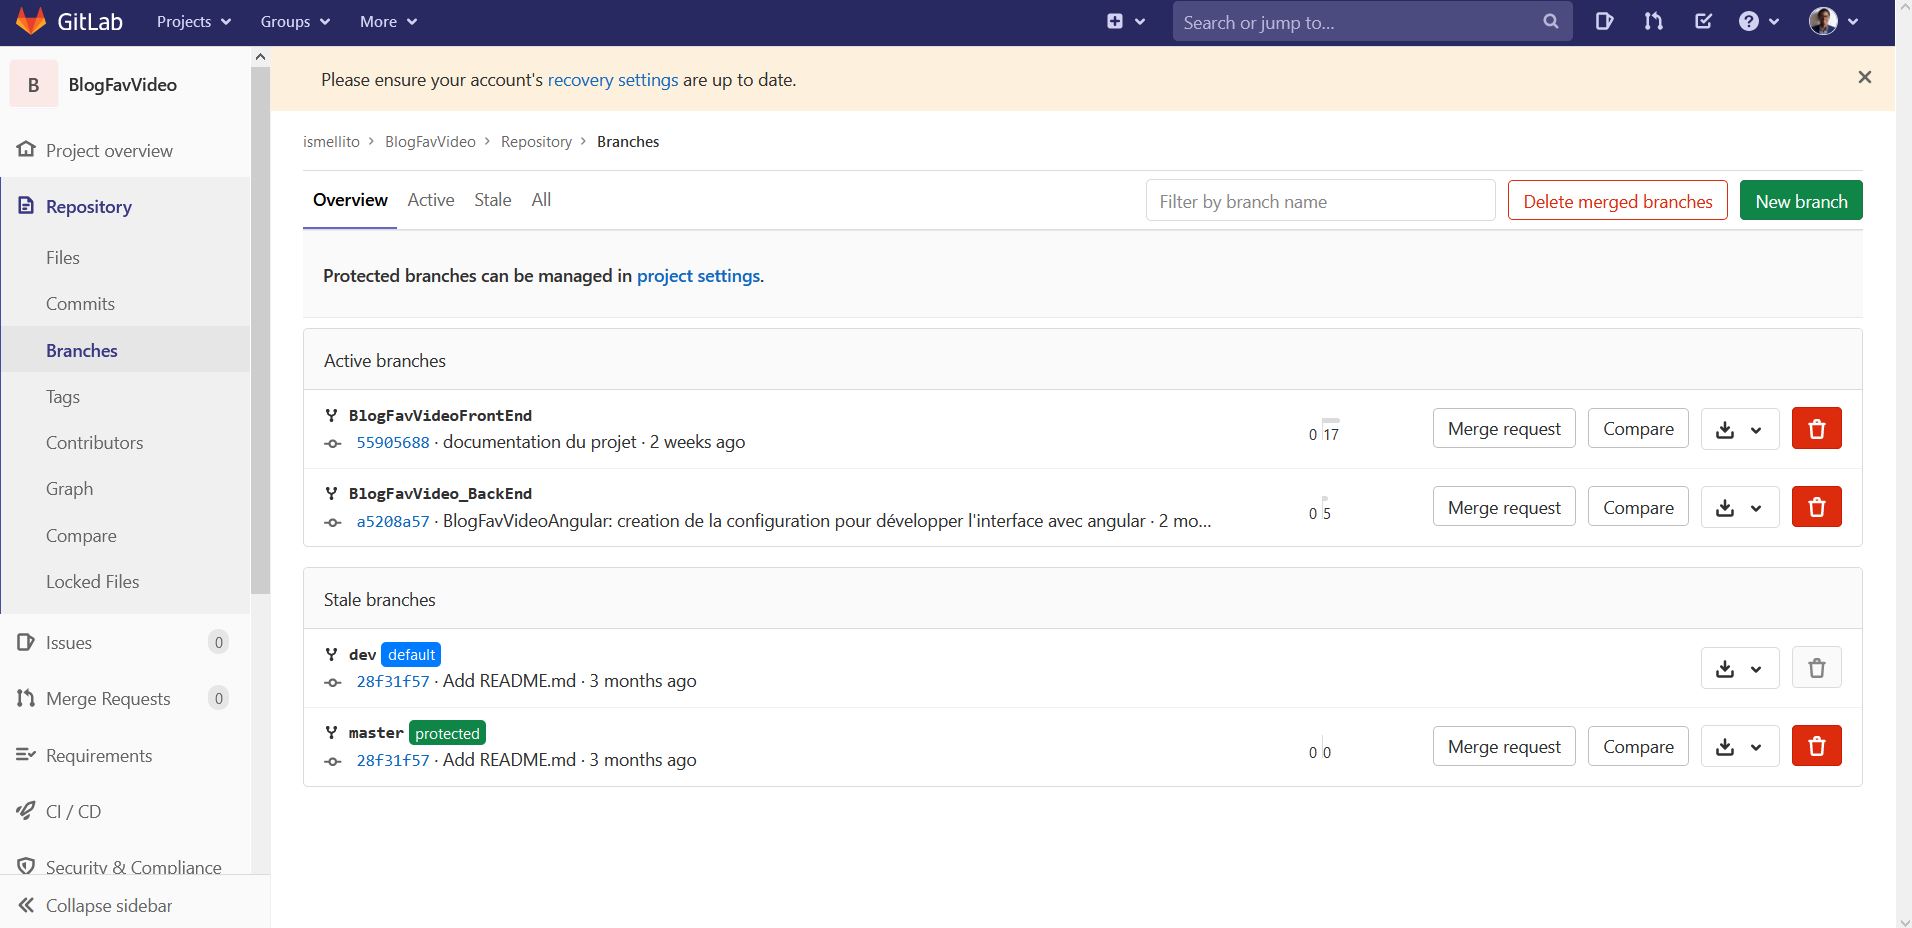 GitLab Projects Groups More Search or jump to...
B BlogFavVideo
Please ensure your account's recovery settings are up to date.
Project overview
Repository
Files
Commits
Branches
Tags
Contributors
Graph
Compare
Locked Files
Issues 0
Merge Requests 0
Requirements
CI / CD
Security & Compliance
Collapse sidebar
ismellito › BlogFavVideo › Repository › Branches
Overview Active Stale All Filter by branch name Delete merged branches New branch
Protected branches can be managed in project settings.
Active branches
BlogFavVideoFrontEnd
55905688 · documentation du projet · 2 weeks ago
0 17 Merge request Compare
BlogFavVideo_BackEnd
a5208a57 · BlogFavVideoAngular: creation de la configuration pour développer l'interface avec angular · 2 mo...
0 5 Merge request Compare
Stale branches
dev default
28f31f57 · Add README.md · 3 months ago
master protected
28f31f57 · Add README.md · 3 months ago
0 0 Merge request Compare